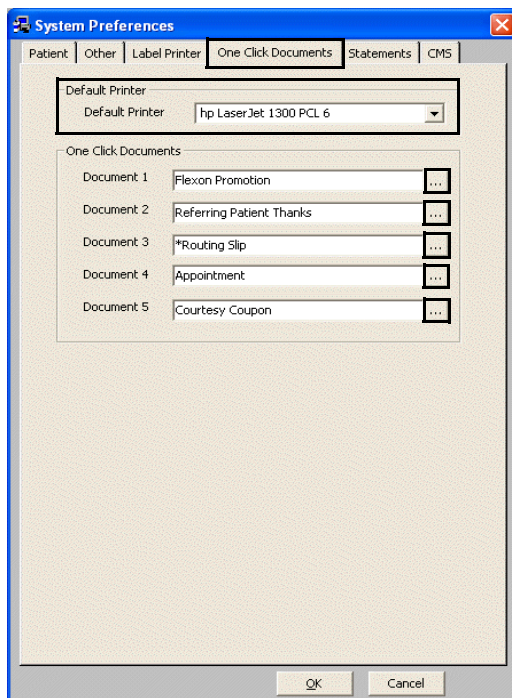 System Preferences
Patient Other Label Printer One Click Documents Statements CMS
Default Printer
Default Printer hp LaserJet 1300 PCL 6
One Click Documents
Document 1 Flexon Promotion ...
Document 2 Referring Patient Thanks ...
Document 3 *Routing Slip ...
Document 4 Appointment ...
Document 5 Courtesy Coupon ...
OK Cancel